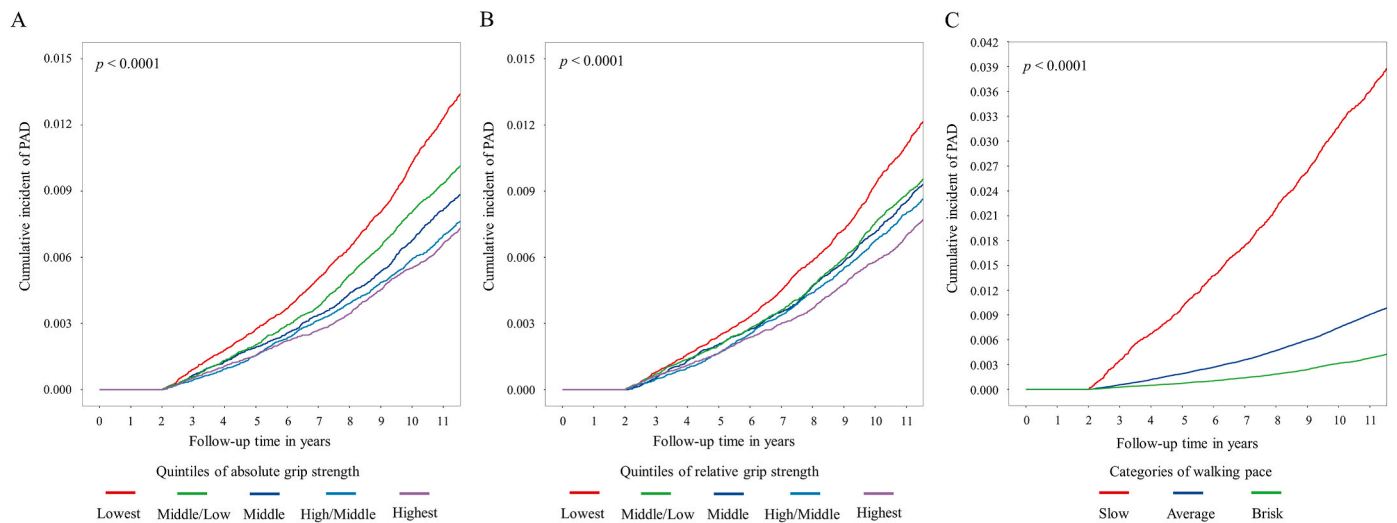 A
B
C
p < 0.0001
0.015
0.012
0.009
0.006
0.003
0.000
Cumulative incident of PAD
0 1 2 3 4 5 6 7 8 9 10 11
Follow-up time in years
Quintiles of absolute grip strength
Lowest Middle/Low Middle High/Middle Highest
p < 0.0001
0.015
0.012
0.009
0.006
0.003
0.000
Cumulative incident of PAD
0 1 2 3 4 5 6 7 8 9 10 11
Follow-up time in years
Quintiles of relative grip strength
Lowest Middle/Low Middle High/Middle Highest
p < 0.0001
0.042
0.039
0.036
0.033
0.030
0.027
0.024
0.021
0.018
0.015
0.012
0.009
0.006
0.003
0.000
Cumulative incident of PAD
0 1 2 3 4 5 6 7 8 9 10 11
Follow-up time in years
Categories of walking pace
Slow Average Brisk